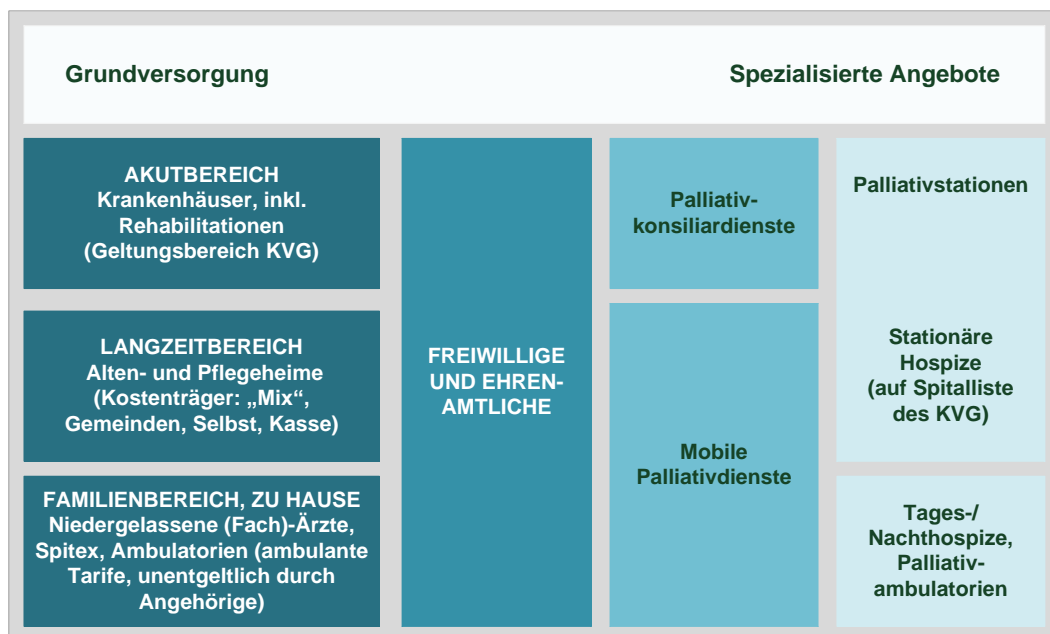 Grundversorgung
Spezialisierte Angebote
AKUTBEREICH
Krankenhäuser, inkl.
Rehabilitationen
(Geltungsbereich KVG)
LANGZEITBEREICH
Alten- und Pflegeheime
(Kostenträger: „Mix“,
Gemeinden, Selbst, Kasse)
FAMILIENBEREICH, ZU HAUSE
Niedergelassene (Fach)-Ärzte,
Spitex, Ambulatorien (ambulante
Tarife, unentgeltlich durch
Angehörige)
FREIWILLIGE
UND EHREN-
AMTLICHE
Palliativ-
konsiliardienste
Mobile
Palliativdienste
Palliativstationen
Stationäre
Hospize
(auf Spitalliste
des KVG)
Tages-/
Nachthospize,
Palliativ-
ambulatorien